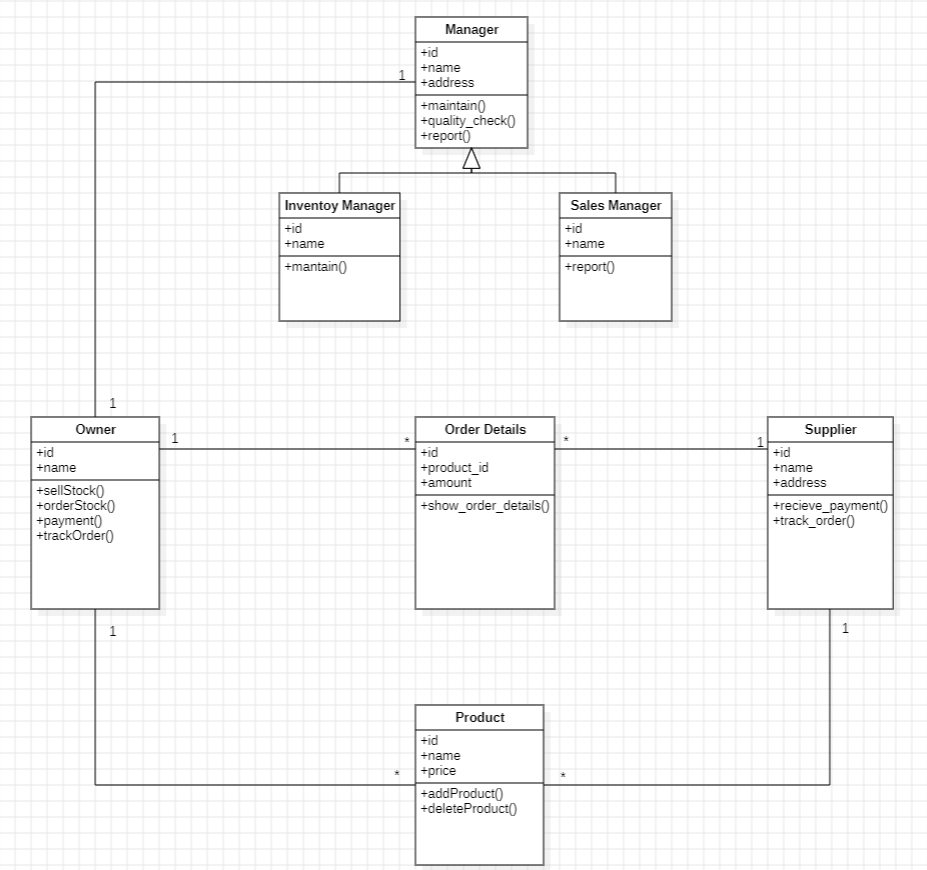 Manager
+id
+name
+address
+maintain()
+quality_check()
+report()
1
Inventoy Manager
+id
+name
+mantain()
Sales Manager
+id
+name
+report()
1
Owner
+id
+name
+sellStock()
+orderStock()
+payment()
+trackOrder()
1
*
Order Details
+id
+product_id
+amount
+show_order_details()
*
1
Supplier
+id
+name
+address
+recieve_payment()
+track_order()
1
1
Product
+id
+name
+price
+addProduct()
+deleteProduct()
*
*